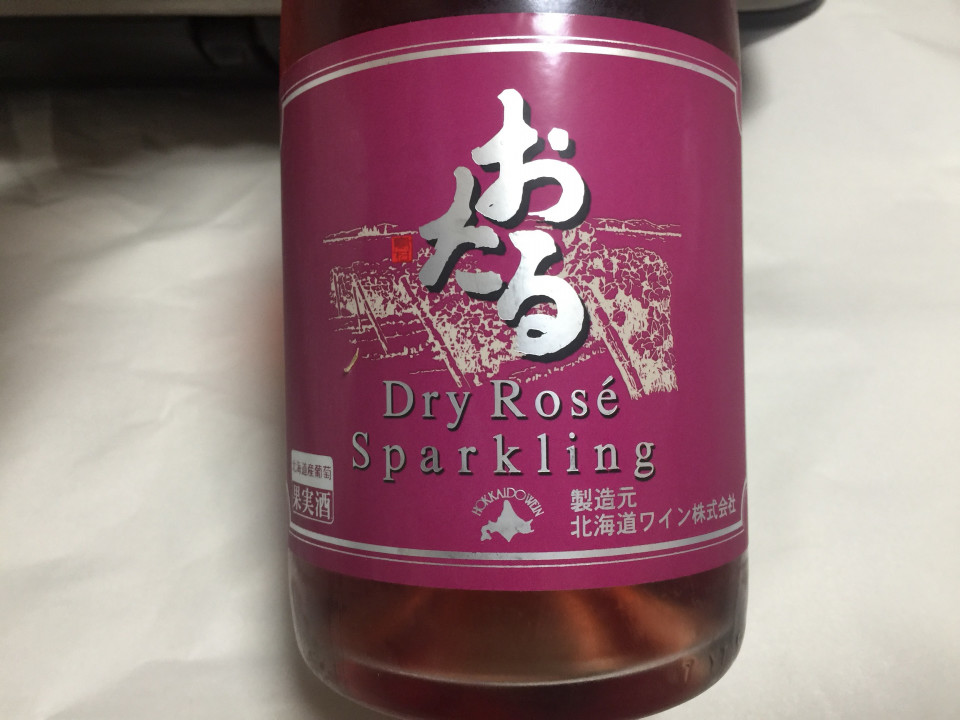 おたる
Dry Rosé
Sparkling
北海道産葡萄
果実酒
HOKKAIDO WEIN
製造元
北海道ワイン株式会社